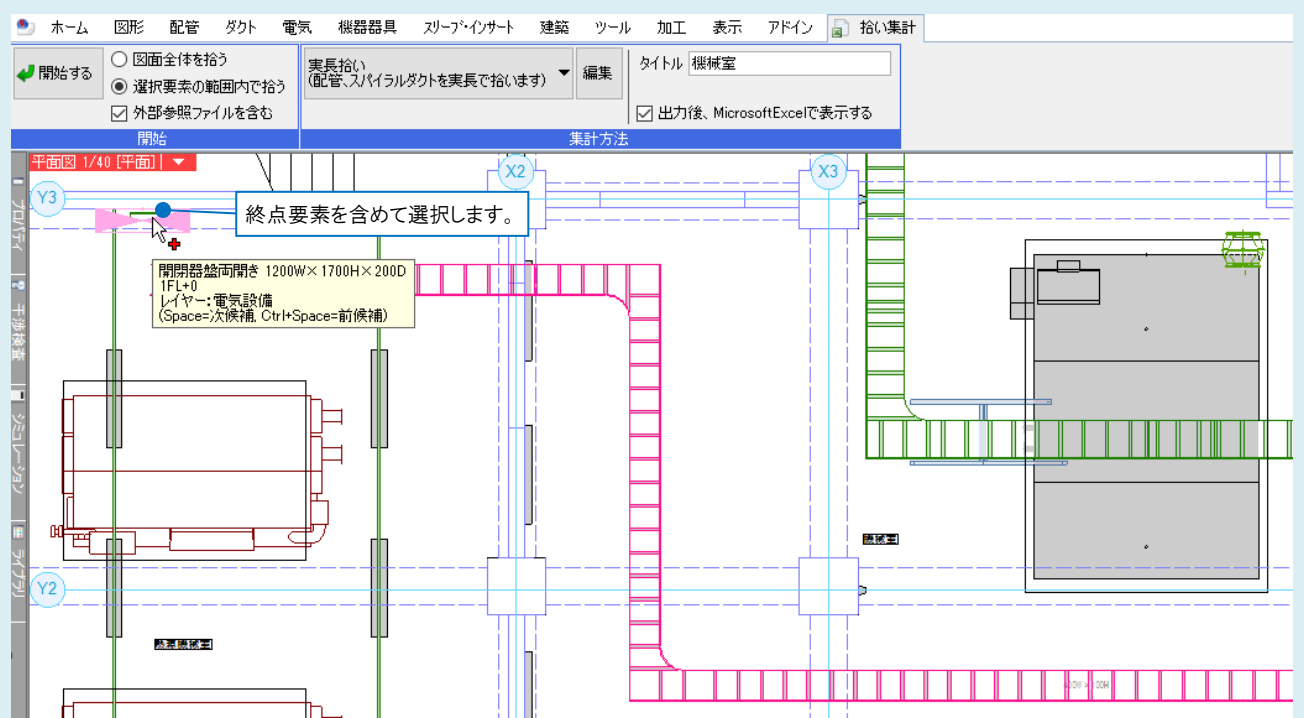 ホーム 図形 配管 ダクト 電気 機器器具 スリーブ・インサート 建築 ツール 加工 表示 アドイン 拾い集計
開始する
図面全体を拾う
選択要素の範囲内で拾う
外部参照ファイルを含む
開始
実長拾い
(配管、スパイラルダクトを実長で拾います)
編集
タイトル 機械室
出力後、MicrosoftExcelで表示する
集計方法
平面図 1/40 [平面]
X2
X3
Y3
終点要素を含めて選択します。
開閉器盤両開き 1200W×1700H×200D
1FL+0
レイヤー:電気設備
(Space=次候補, Ctrl+Space=前候補)
プロパティ
干渉検査
シミュレーション
ライブラリ
機械室
Y2
熱源機械室